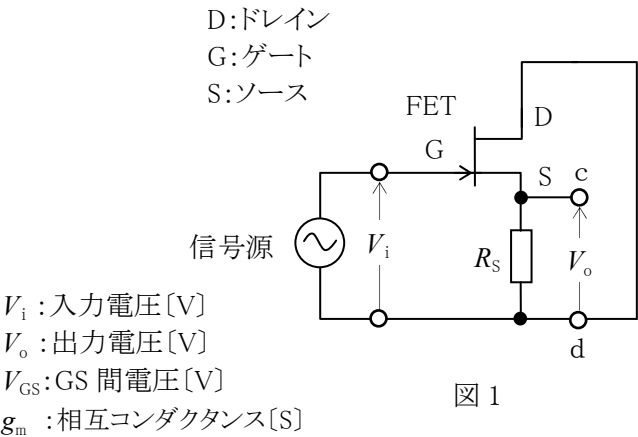 D:ドレイン
G:ゲート
S:ソース
FET
D
G
S
c
信号源
V_i
R_S
V_o
V_i:入力電圧〔V〕
V_o:出力電圧〔V〕
V_GS:GS間電圧〔V〕
g_m:相互コンダクタンス〔S〕
d
図1